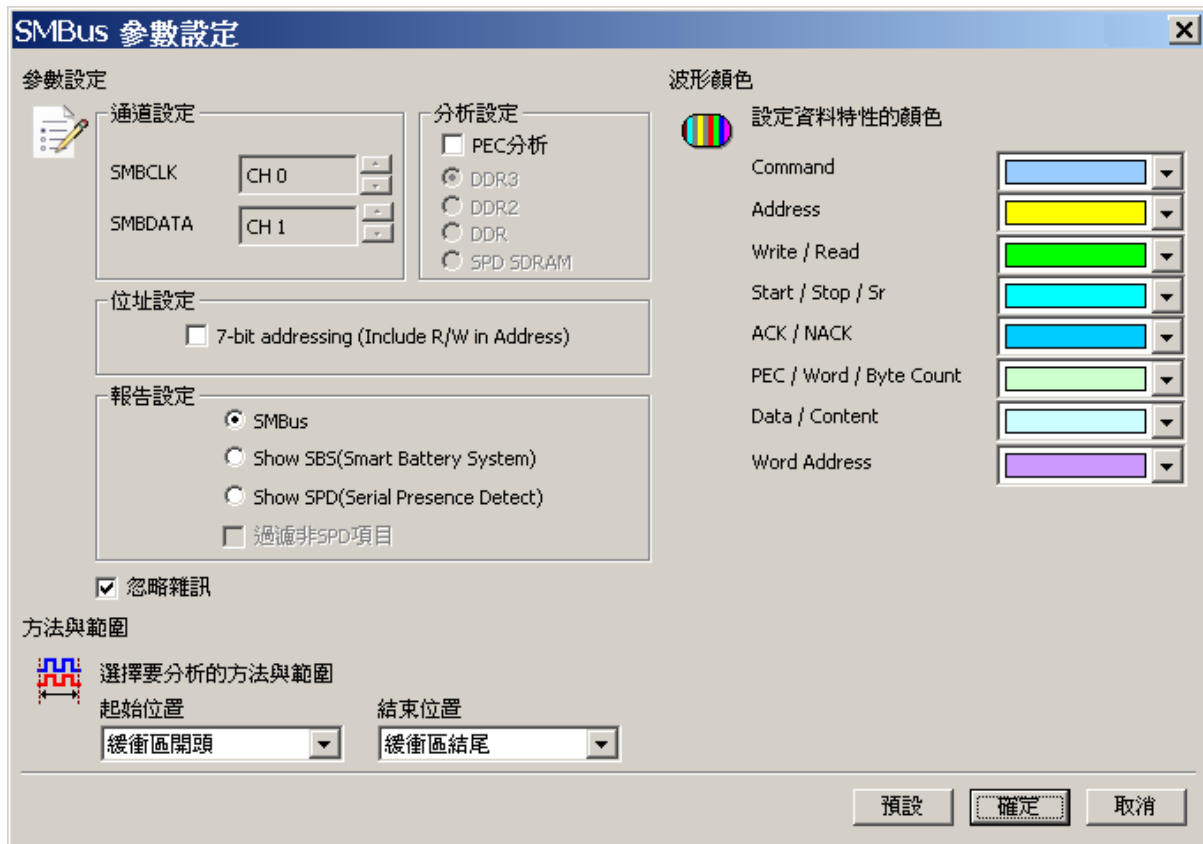 SMBus 參數設定
參數設定
通道設定
SMBCLK
CH 0
SMBDATA
CH 1
分析設定
PEC分析
DDR3
DDR2
DDR
SPD SDRAM
位址設定
7-bit addressing (Include R/W in Address)
報告設定
SMBus
Show SBS(Smart Battery System)
Show SPD(Serial Presence Detect)
過濾非SPD項目
忽略雜訊
波形顏色
設定資料特性的顏色
Command
Address
Write / Read
Start / Stop / Sr
ACK / NACK
PEC / Word / Byte Count
Data / Content
Word Address
方法與範圍
選擇要分析的方法與範圍
起始位置
緩衝區開頭
結束位置
緩衝區結尾
預設
確定
取消